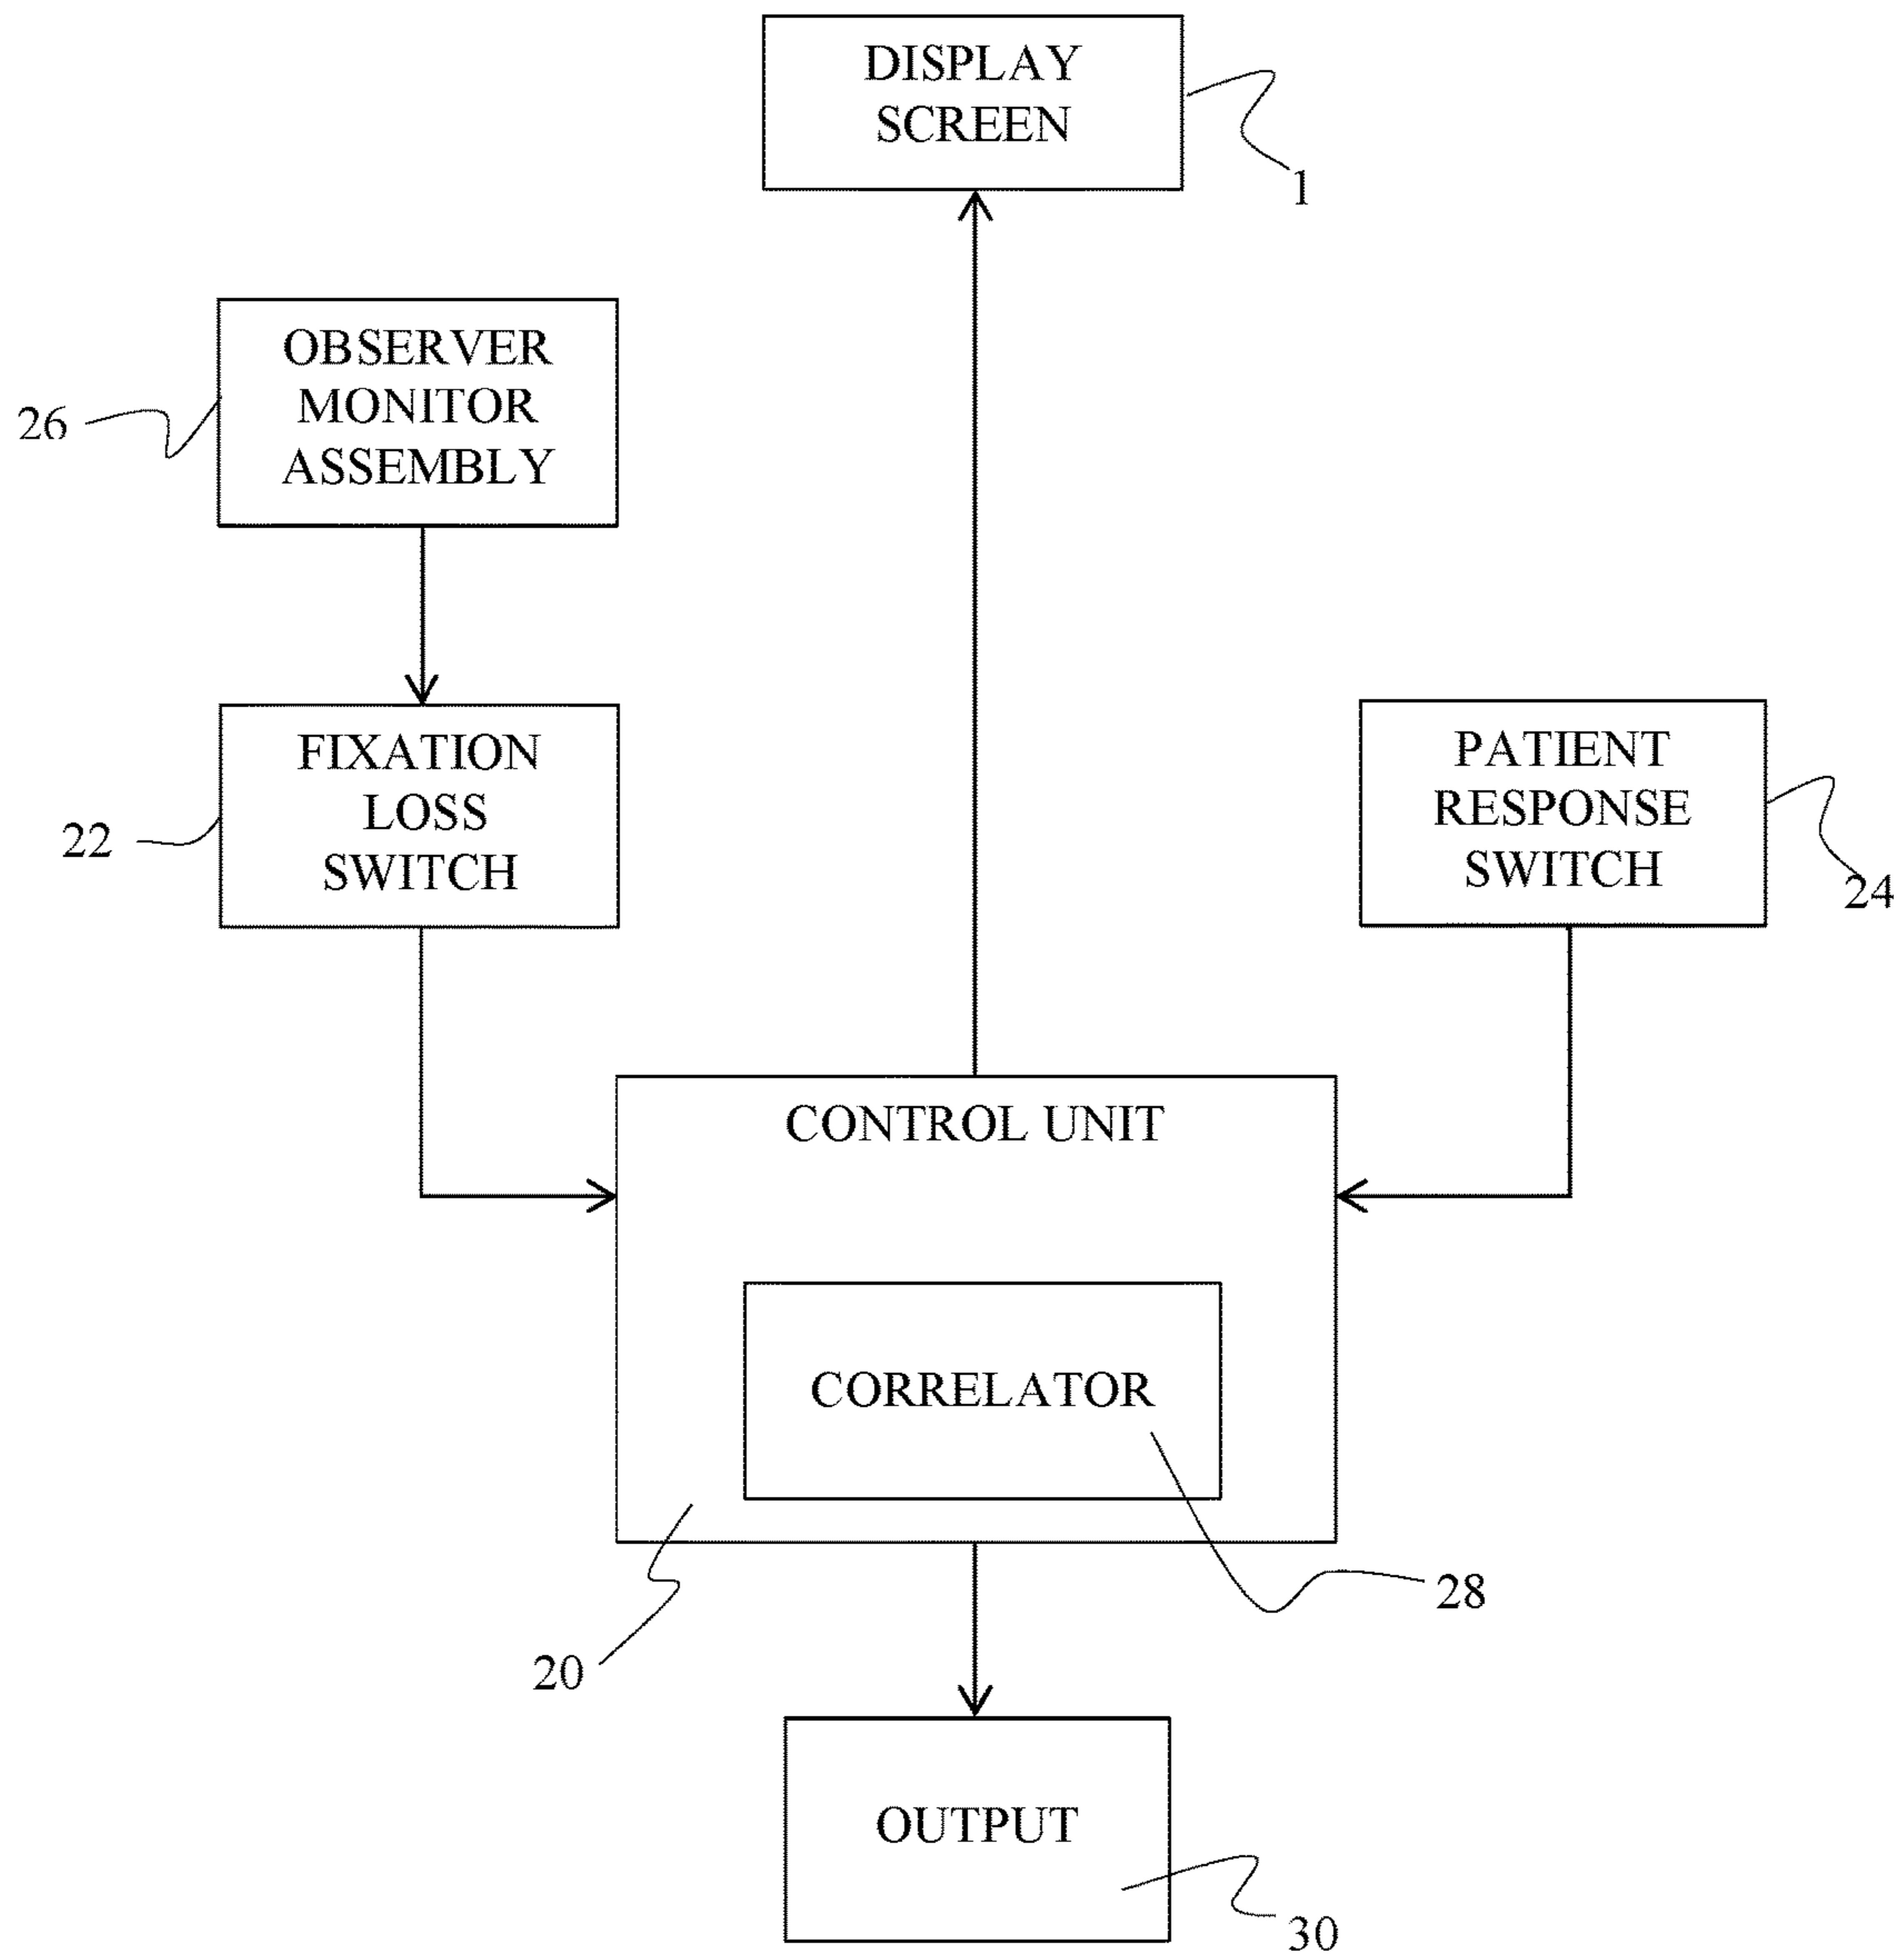 DISPLAY
SCREEN
1
OBSERVER
MONITOR
ASSEMBLY
26
FIXATION
LOSS
SWITCH
22
PATIENT
RESPONSE
SWITCH
24
CONTROL UNIT
CORRELATOR
28
20
OUTPUT
30